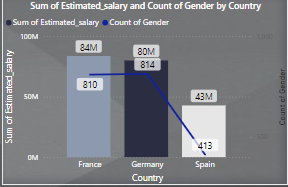 Sum of Estimated_salary and Count of Gender by Country
Sum of Estimated_salary Count of Gender
100M
50M
0M
Sum of Estimated_salary
84M
80M
43M
810
814
413
France Germany Spain
Country
Count of Gender